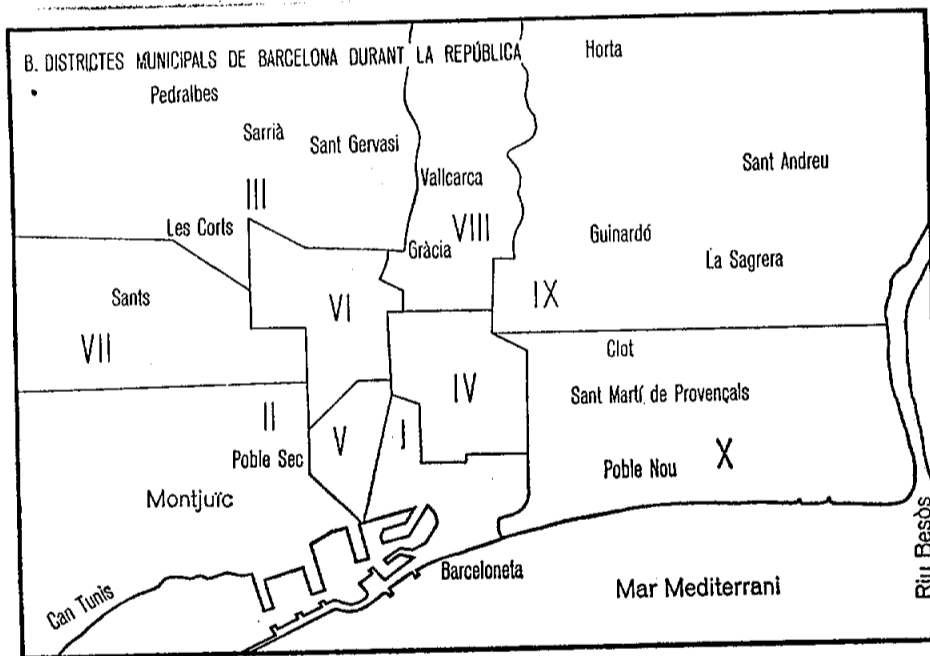 B. DISTRICTES MUNICIPALS DE BARCELONA DURANT LA REPÚBLICA
Horta
Pedralbes
Sarrià
Sant Gervasi
Sant Andreu
Vallcarca
III
Les Corts
VIII
Gràcia
Guinardó
La Sagrera
Sants
VI
IX
VII
Clot
IV
Sant Martí de Provençals
II
V
I
Poble Sec
Poble Nou
X
Montjuïc
Barceloneta
Mar Mediterrani
Riu Besòs
Can Tunis